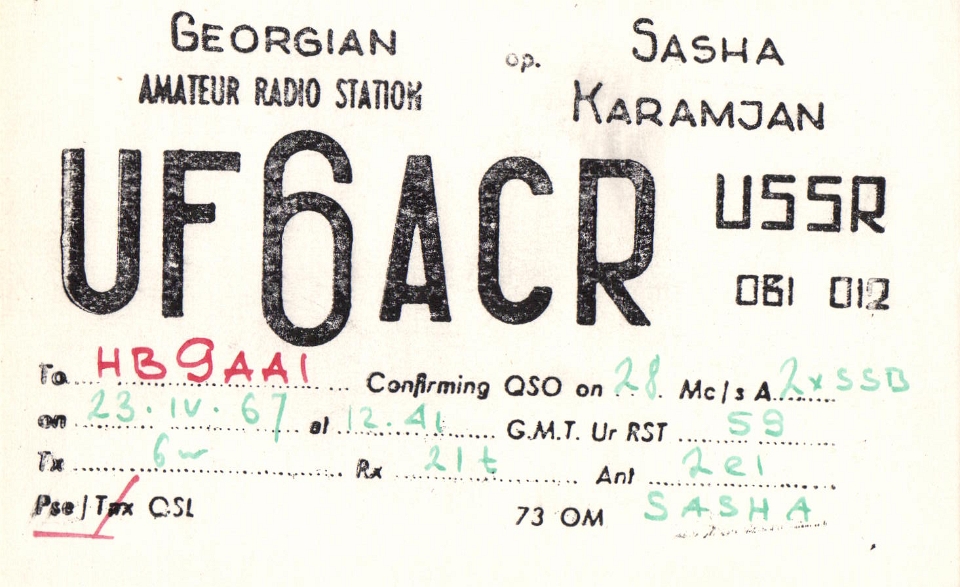 GEORGIAN op. SASHA
AMATEUR RADIO STATION KARAMJAN
UF6ACR USSR
OBI 012
To HB9AAI Confirming QSO on 28 Mc/s A 2xSSB
on 23.IV.67 at 12.41 G.M.T. Ur RST 59
Tx 6w Rx 21t Ant 2el
Pse/Tnx QSL 73 OM SASHA